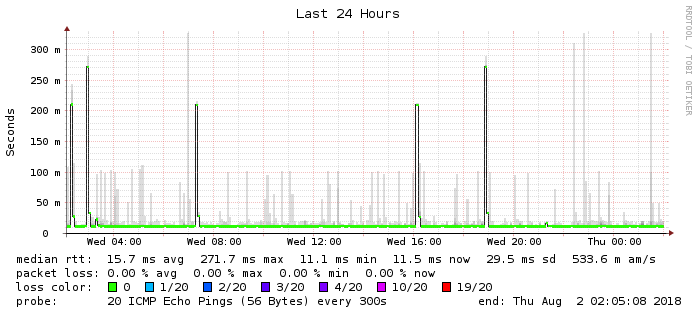 Last 24 Hours
RRDTOOL / TOBI OETIKER
Seconds
300 m
250 m
200 m
150 m
100 m
50 m
0
Wed 04:00 Wed 08:00 Wed 12:00 Wed 16:00 Wed 20:00 Thu 00:00
median rtt: 15.7 ms avg 271.7 ms max 11.1 ms min 11.5 ms now 29.5 ms sd 533.6 m am/s
packet loss: 0.00 % avg 0.00 % max 0.00 % min 0.00 % now
loss color: 0 1/20 2/20 3/20 4/20 10/20 19/20
probe: 20 ICMP Echo Pings (56 Bytes) every 300s end: Thu Aug 2 02:05:08 2018